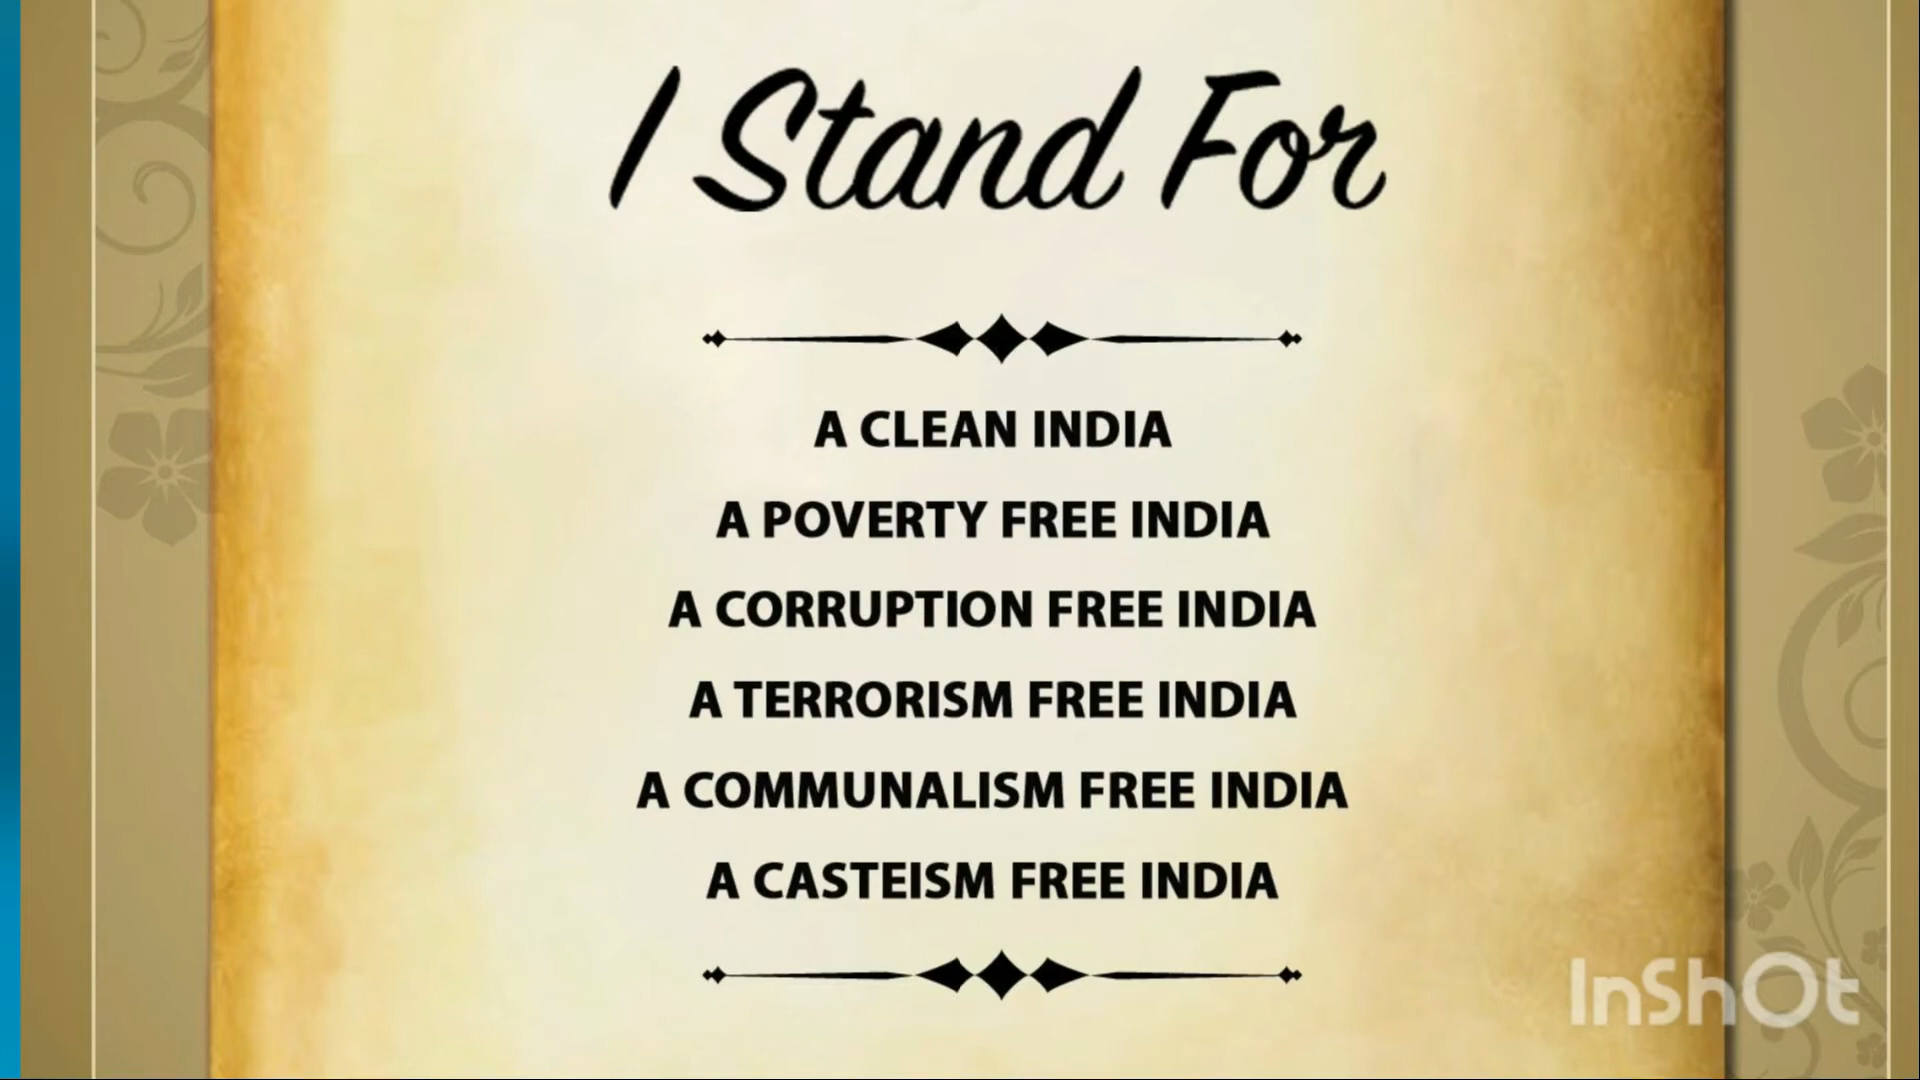 I Stand For
A CLEAN INDIA
A POVERTY FREE INDIA
A CORRUPTION FREE INDIA
A TERRORISM FREE INDIA
A COMMUNALISM FREE INDIA
A CASTEISM FREE INDIA
InShOt